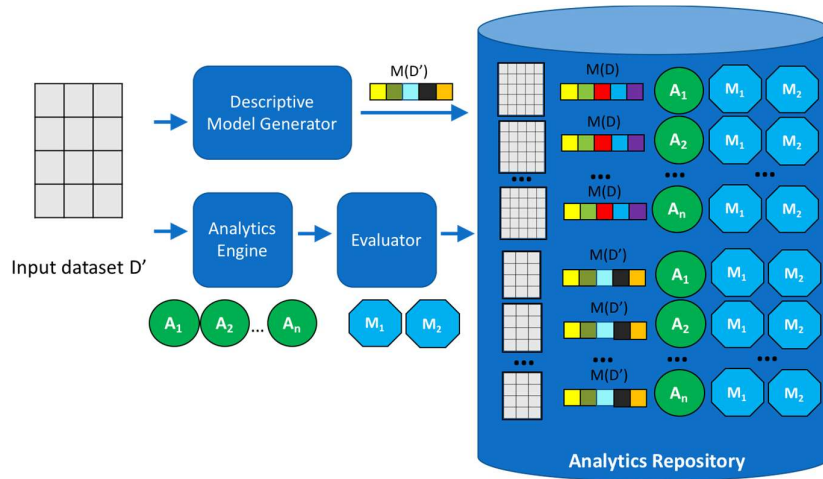 M(D')
Descriptive
Model Generator
Input dataset D'
Analytics
Engine
Evaluator
A1 A2 ... An
M1 M2
M(D)
A1 M1 M2
M(D)
A2 M1 M2
... ... ... ...
M(D)
An M1 M2
M(D')
A1 M1 M2
M(D')
A2 M1 M2
... ... ... ...
M(D')
An M1 M2
Analytics Repository